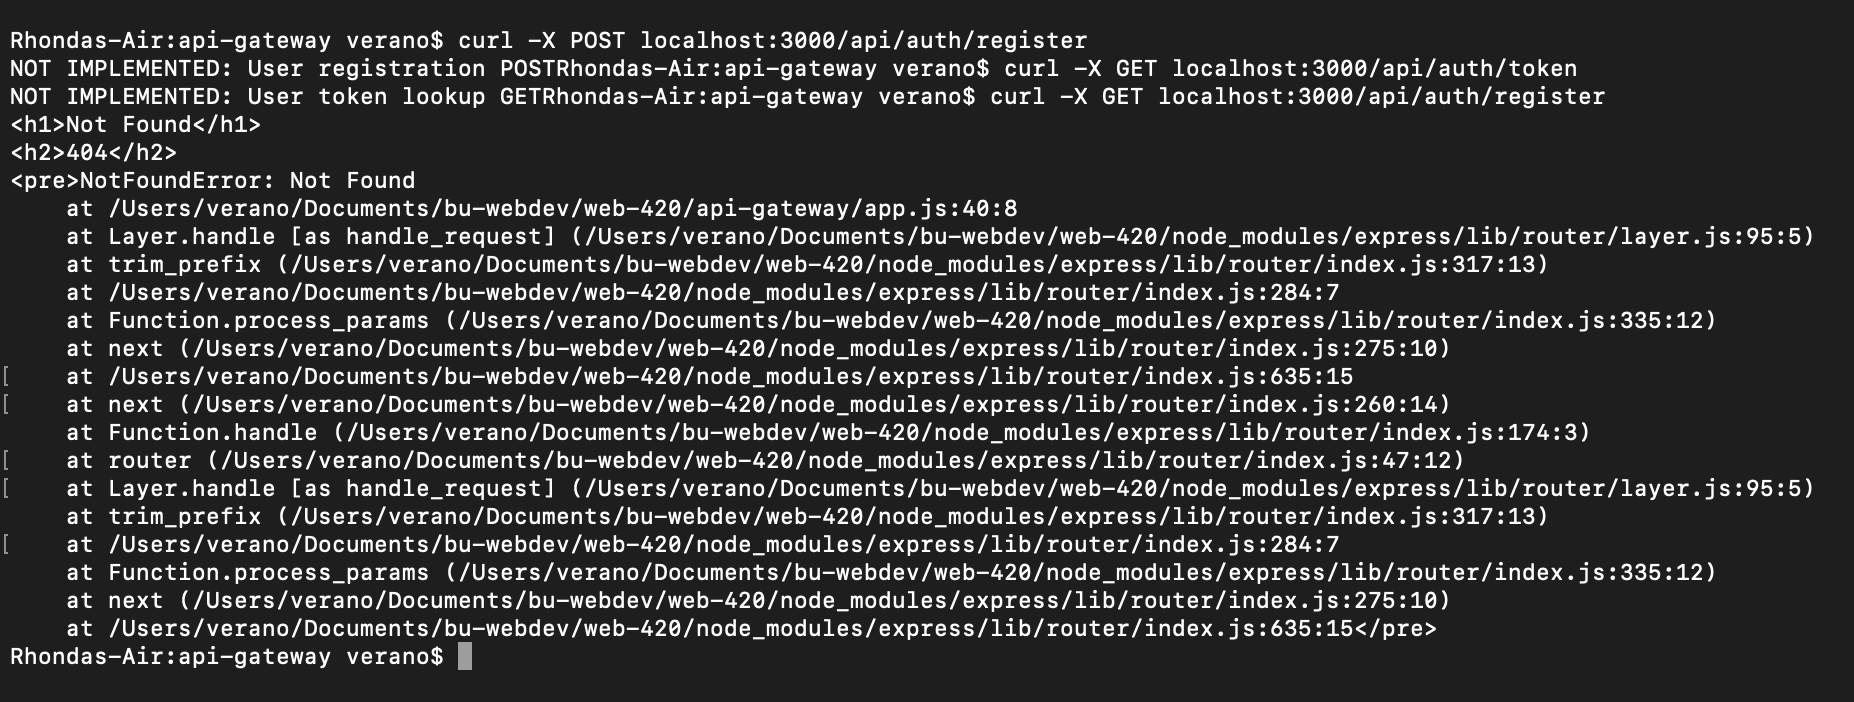 Rhondas-Air:api-gateway verano$ curl -X POST localhost:3000/api/auth/register
NOT IMPLEMENTED: User registration POSTRhondas-Air:api-gateway verano$ curl -X GET localhost:3000/api/auth/token
NOT IMPLEMENTED: User token lookup GETRhondas-Air:api-gateway verano$ curl -X GET localhost:3000/api/auth/register
<h1>Not Found</h1>
<h2>404</h2>
<pre>NotFoundError: Not Found
    at /Users/verano/Documents/bu-webdev/web-420/api-gateway/app.js:40:8
    at Layer.handle [as handle_request] (/Users/verano/Documents/bu-webdev/web-420/node_modules/express/lib/router/layer.js:95:5)
    at trim_prefix (/Users/verano/Documents/bu-webdev/web-420/node_modules/express/lib/router/index.js:317:13)
    at /Users/verano/Documents/bu-webdev/web-420/node_modules/express/lib/router/index.js:284:7
    at Function.process_params (/Users/verano/Documents/bu-webdev/web-420/node_modules/express/lib/router/index.js:335:12)
    at next (/Users/verano/Documents/bu-webdev/web-420/node_modules/express/lib/router/index.js:275:10)
[    at /Users/verano/Documents/bu-webdev/web-420/node_modules/express/lib/router/index.js:635:15
[    at next (/Users/verano/Documents/bu-webdev/web-420/node_modules/express/lib/router/index.js:260:14)
    at Function.handle (/Users/verano/Documents/bu-webdev/web-420/node_modules/express/lib/router/index.js:174:3)
[    at router (/Users/verano/Documents/bu-webdev/web-420/node_modules/express/lib/router/index.js:47:12)
[    at Layer.handle [as handle_request] (/Users/verano/Documents/bu-webdev/web-420/node_modules/express/lib/router/layer.js:95:5)
    at trim_prefix (/Users/verano/Documents/bu-webdev/web-420/node_modules/express/lib/router/index.js:317:13)
[    at /Users/verano/Documents/bu-webdev/web-420/node_modules/express/lib/router/index.js:284:7
    at Function.process_params (/Users/verano/Documents/bu-webdev/web-420/node_modules/express/lib/router/index.js:335:12)
    at next (/Users/verano/Documents/bu-webdev/web-420/node_modules/express/lib/router/index.js:275:10)
    at /Users/verano/Documents/bu-webdev/web-420/node_modules/express/lib/router/index.js:635:15</pre>
Rhondas-Air:api-gateway verano$